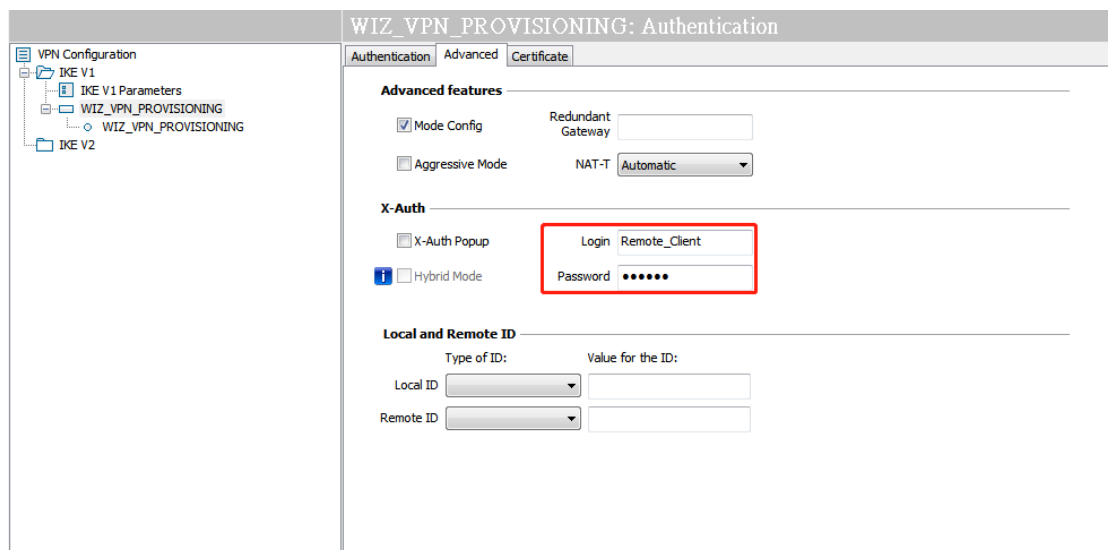 WIZ_VPN_PROVISIONING: Authentication
VPN Configuration
IKE V1
IKE V1 Parameters
WIZ_VPN_PROVISIONING
WIZ_VPN_PROVISIONING
IKE V2
Authentication Advanced Certificate
Advanced features
Mode Config Redundant Gateway
Aggressive Mode NAT-T Automatic
X-Auth
X-Auth Popup Login Remote_Client
Hybrid Mode Password ●●●●●●
Local and Remote ID
Type of ID: Value for the ID:
Local ID
Remote ID